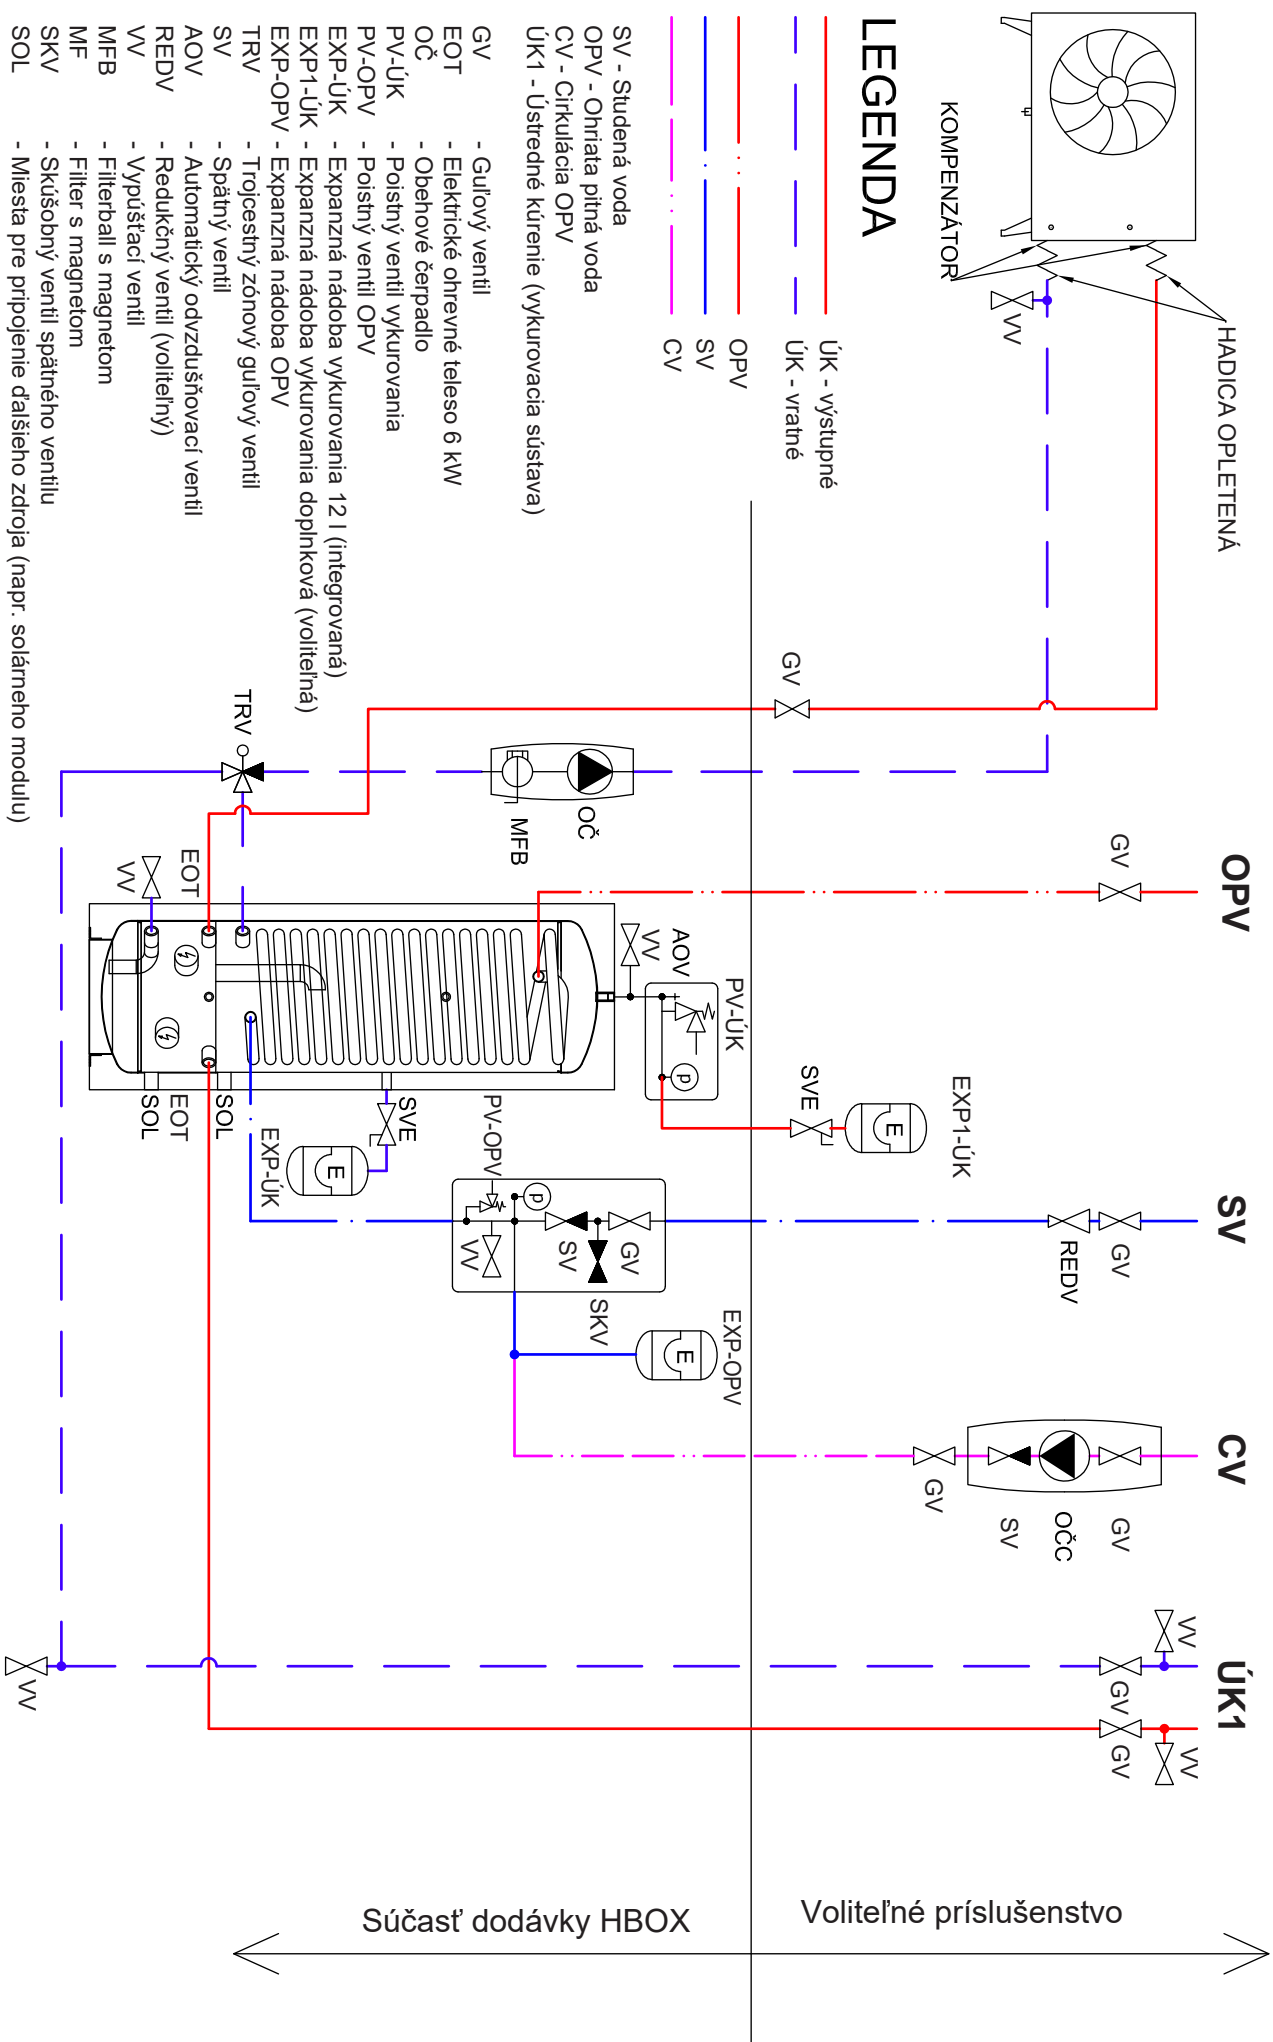 OPV
SV
CV
ÚK1
HADICA OPLETENÁ
KOMPENZÁTOR
VV
GV
GV
REDV
GV
GV
OČC
SV
GV
VV
GV
GV
VV
GV
EXP1-ÚK
E
SVE
PV-ÚK
AOV
VV
p
EXP-OPV
E
GV
SKV
SV
VV
p
PV-OPV
OČ
MFB
TRV
EOT
VV
SVE
E
EXP-ÚK
SOL
EOT
SOL
VV
LEGENDA
ÚK - výstupné
ÚK - vratné
OPV
SV
CV
SV - Studená voda
OPV - Ohriata pitná voda
CV - Cirkulácia OPV
ÚK1 - Ústredné kúrenie (vykurovacia sústava)
GV - Guľový ventil
EOT - Elektrické ohrevné teleso 6 kW
OČ - Obehové čerpadlo
PV-ÚK - Poistný ventil vykurovania
PV-OPV - Poistný ventil OPV
EXP-ÚK - Expanzná nádoba vykurovania 12 l (integrovaná)
EXP1-ÚK - Expanzná nádoba vykurovania doplnková (voliteľná)
EXP-OPV - Expanzná nádoba OPV
TRV - Trojcestný zónový guľový ventil
SV - Spätný ventil
AOV - Automatický odvzdušňovací ventil
REDV - Redukčný ventil (voliteľný)
VV - Vypúšťací ventil
MFB - Filterball s magnetom
MF - Filter s magnetom
SKV - Skúšobný ventil spätného ventilu
SOL - Miesta pre pripojenie ďalšieho zdroja (napr. solárneho modulu)
Súčasť dodávky HBOX
Voliteľné príslušenstvo